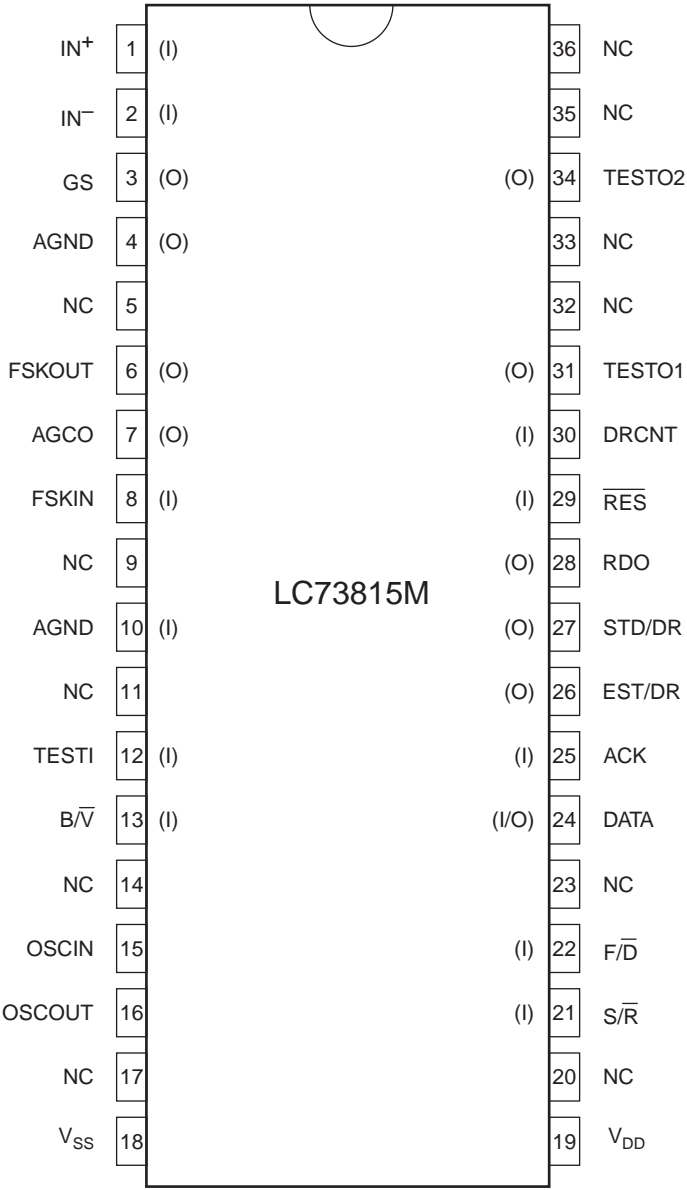 IN+ 1 (I) 36 NC
IN– 2 (I) 35 NC
GS 3 (O) (O) 34 TESTO2
AGND 4 (O) 33 NC
NC 5 32 NC
FSKOUT 6 (O) (O) 31 TESTO1
AGCO 7 (O) (I) 30 DRCNT
FSKIN 8 (I) (I) 29 R̅E̅S̅
NC 9 (O) 28 RDO
LC73815M
AGND 10 (I) (O) 27 STD/DR
NC 11 (O) 26 EST/DR
TESTI 12 (I) (I) 25 ACK
B/V̅ 13 (I) (I/O) 24 DATA
NC 14 23 NC
OSCIN 15 (I) 22 F/D̅
OSCOUT 16 (I) 21 S/R̅
NC 17 20 NC
VSS 18 19 VDD